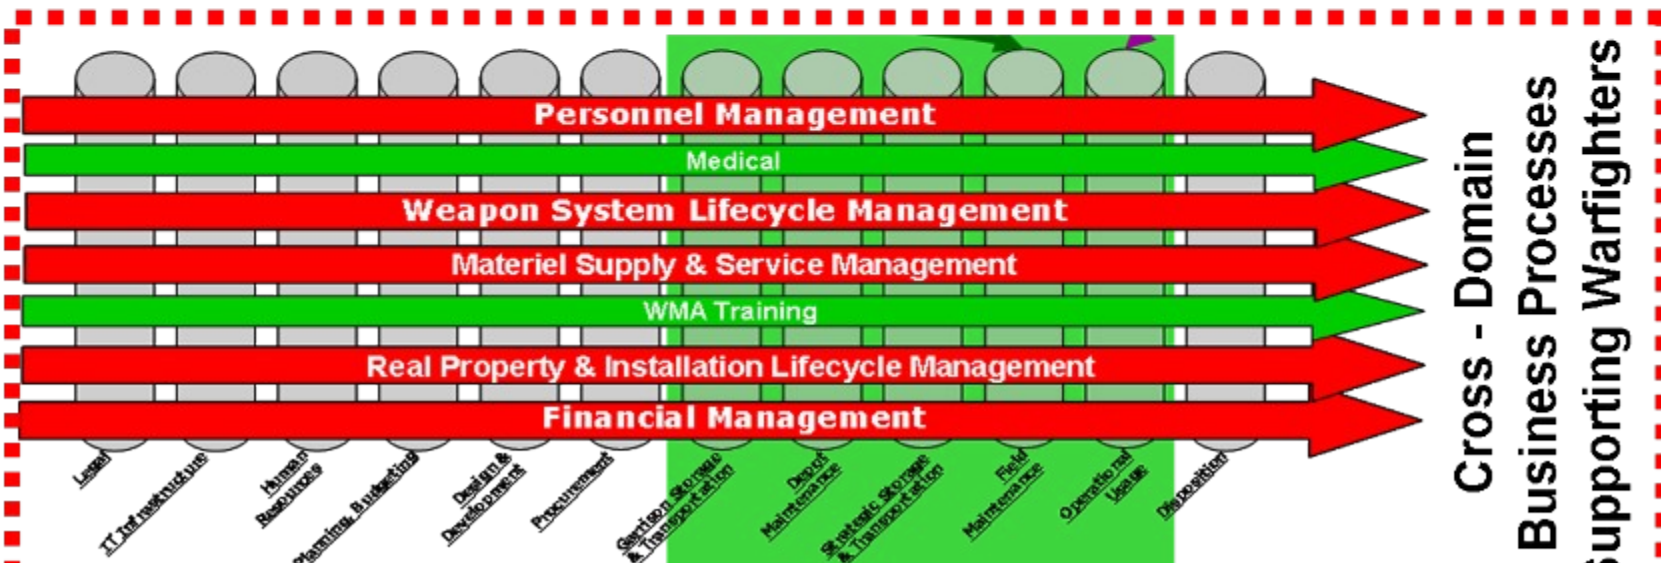 Personnel Management
Medical
Weapon System Lifecycle Management
Materiel Supply & Service Management
WMA Training
Real Property & Installation Lifecycle Management
Financial Management
Legal
IT Infrastructure
Human
Resources
Planning, Budgeting
Design &
Development
Procurement
Garrison Storage
& Transportation
Depot
Maintenance
Strategic Storage
& Transportation
Field
Maintenance
Operational
Usage
Disposition
Cross - Domain
Business Processes
Supporting Warfighters